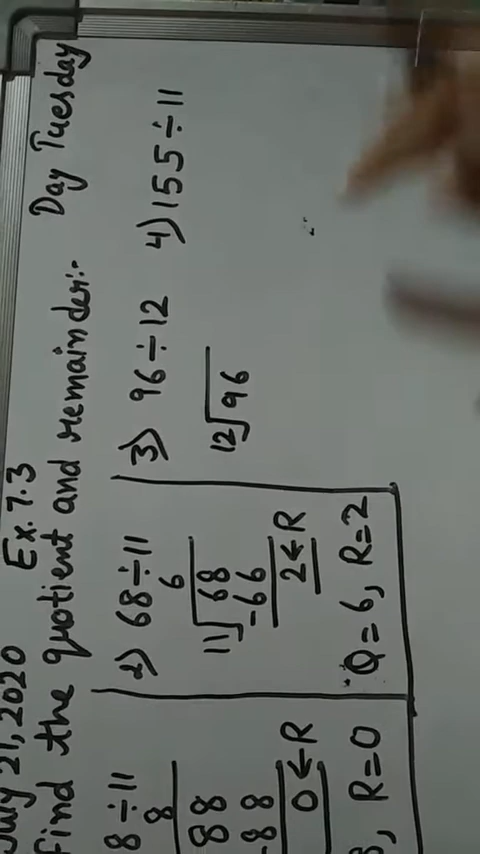 July 21, 2020 Ex. 7.3 Day Tuesday
Find the quotient and remainder:-
8÷11
8
88
-88
0←R
8, R=0
2) 68÷11
6
11)68
-66
2←R
Q=6, R=2
3) 96÷12
12)96
4) 155÷11